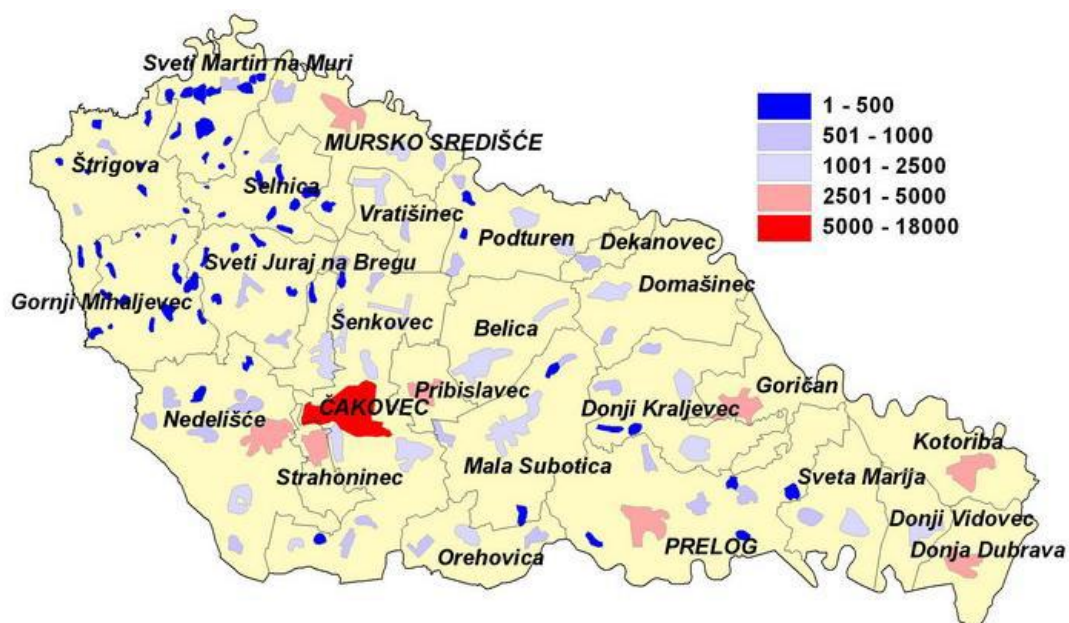 Sveti Martin na Muri
1 - 500
501 - 1000
1001 - 2500
2501 - 5000
5000 - 18000
MURSKO SREDIŠĆE
Štrigova
Selnica
Vratišinec
Podturen
Dekanovec
Sveti Juraj na Bregu
Domašinec
Gornji Mihaljevec
Šenkovec
Belica
Pribislavec
Goričan
ČAKOVEC
Nedelišće
Donji Kraljevec
Kotoriba
Strahoninec
Mala Subotica
Sveta Marija
Donji Vidovec
PRELOG
Donja Dubrava
Orehovica